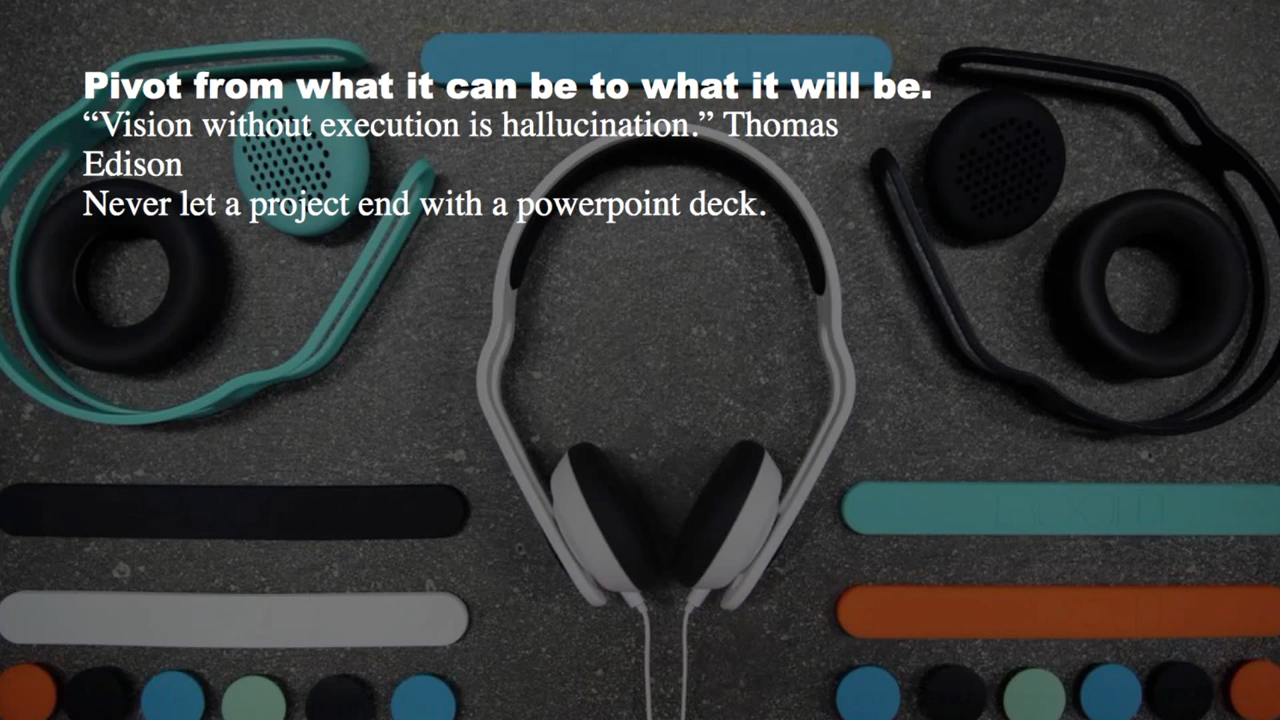 Pivot from what it can be to what it will be.
“Vision without execution is hallucination.” Thomas
Edison
Never let a project end with a powerpoint deck.